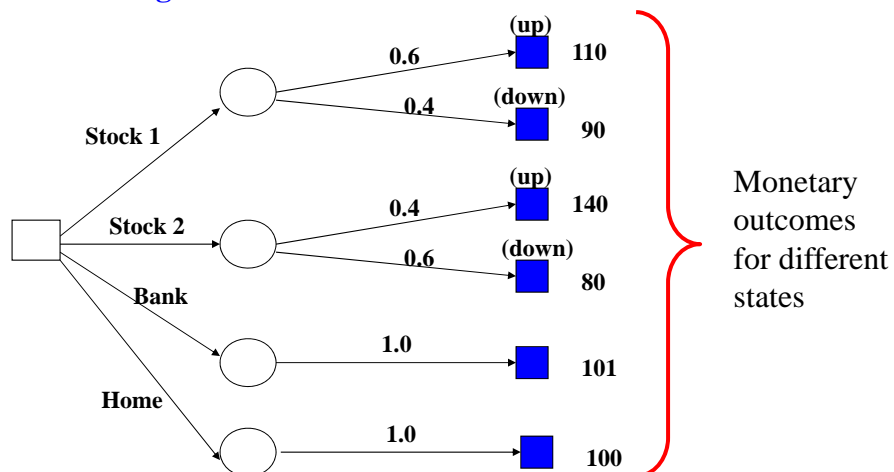 (up)
0.6
110
(down)
0.4
90
Stock 1
(up)
0.4
140
Stock 2
(down)
0.6
80
Bank
1.0
101
Home
1.0
100
Monetary
outcomes
for different
states